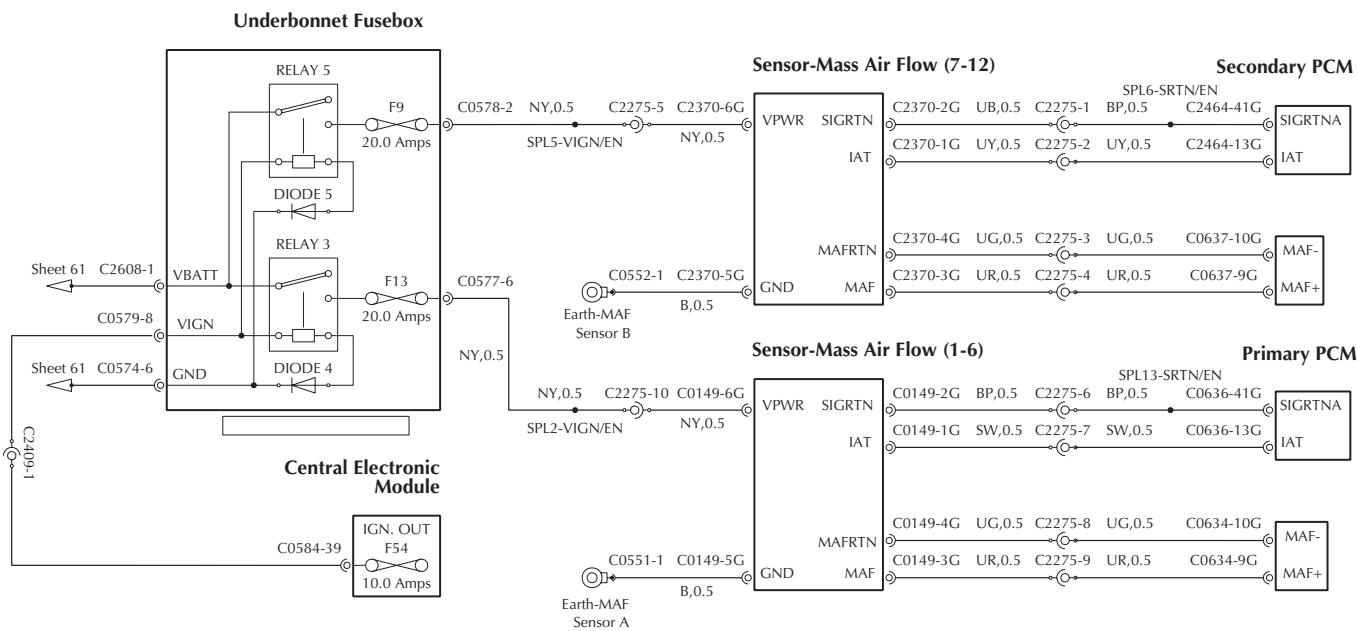 Underbonnet Fusebox
RELAY 5
F9
20.0 Amps
DIODE 5
RELAY 3
F13
20.0 Amps
DIODE 4
VBATT
VIGN
GND
Sheet 61 C2608-1
C0579-8
Sheet 61 C0574-6
C2409-1
Central Electronic
Module
IGN. OUT
F54
10.0 Amps
C0584-39
C0578-2 NY,0.5 C2275-5 C2370-6G
SPL5-VIGN/EN NY,0.5
C0577-6
NY,0.5
NY,0.5 C2275-10 C0149-6G
SPL2-VIGN/EN NY,0.5
Sensor-Mass Air Flow (7-12)
VPWR SIGRTN
IAT
MAFRTN
GND MAF
C0552-1 C2370-5G
B,0.5
Earth-MAF
Sensor B
Secondary PCM
SPL6-SRTN/EN
C2370-2G UB,0.5 C2275-1 BP,0.5 C2464-41G
SIGRTNA
C2370-1G UY,0.5 C2275-2 UY,0.5 C2464-13G
IAT
C2370-4G UG,0.5 C2275-3 UG,0.5 C0637-10G
MAF-
C2370-3G UR,0.5 C2275-4 UR,0.5 C0637-9G
MAF+
Sensor-Mass Air Flow (1-6)
VPWR SIGRTN
IAT
MAFRTN
GND MAF
C0551-1 C0149-5G
B,0.5
Earth-MAF
Sensor A
Primary PCM
SPL13-SRTN/EN
C0149-2G BP,0.5 C2275-6 BP,0.5 C0636-41G
SIGRTNA
C0149-1G SW,0.5 C2275-7 SW,0.5 C0636-13G
IAT
C0149-4G UG,0.5 C2275-8 UG,0.5 C0634-10G
MAF-
C0149-3G UR,0.5 C2275-9 UR,0.5 C0634-9G
MAF+